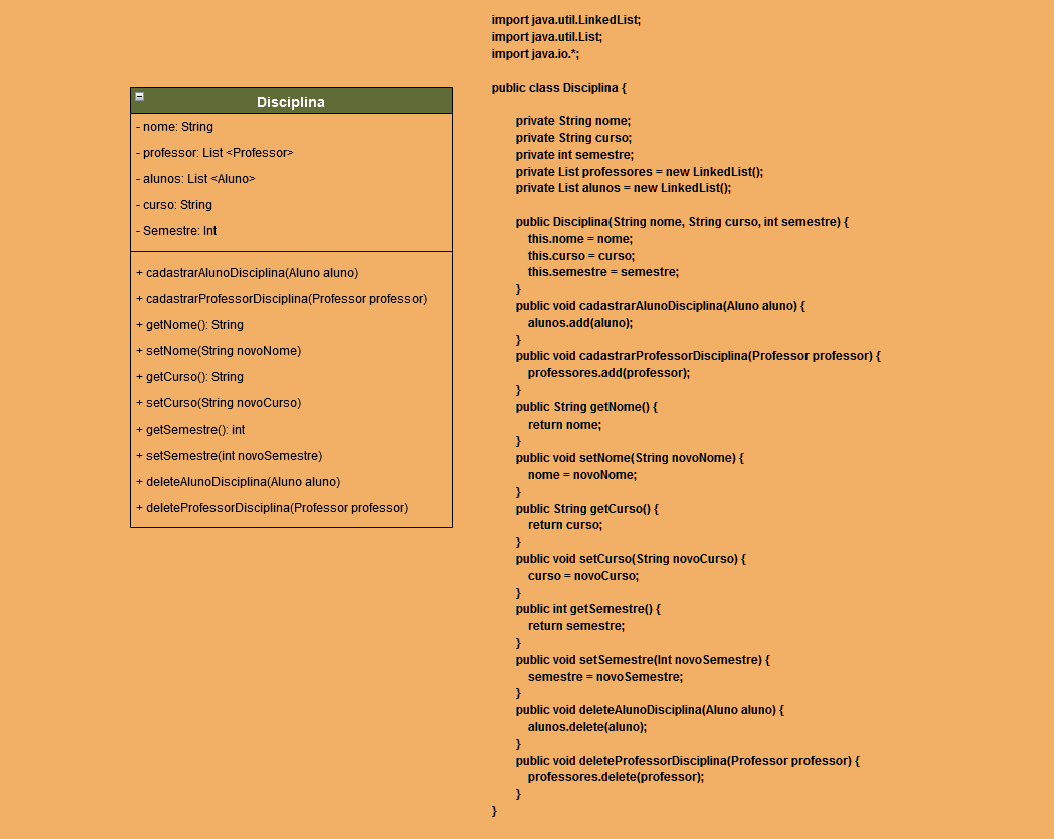 Disciplina
- nome: String
- professor: List <Professor>
- alunos: List <Aluno>
- curso: String
- Semestre: Int
+ cadastrarAlunoDisciplina(Aluno aluno)
+ cadastrarProfessorDisciplina(Professor professor)
+ getNome(): String
+ setNome(String novoNome)
+ getCurso(): String
+ setCurso(String novoCurso)
+ getSemestre(): int
+ setSemestre(int novoSemestre)
+ deleteAlunoDisciplina(Aluno aluno)
+ deleteProfessorDisciplina(Professor professor)
import java.util.LinkedList;
import java.util.List;
import java.io.*;
public class Disciplina {
private String nome;
private String curso;
private int semestre;
private List professores = new LinkedList();
private List alunos = new LinkedList();
public Disciplina(String nome, String curso, int semestre) {
this.nome = nome;
this.curso = curso;
this.semestre = semestre;
}
public void cadastrarAlunoDisciplina(Aluno aluno) {
alunos.add(aluno);
}
public void cadastrarProfessorDisciplina(Professor professor) {
professores.add(professor);
}
public String getNome() {
return nome;
}
public void setNome(String novoNome) {
nome = novoNome;
}
public String getCurso() {
return curso;
}
public void setCurso(String novoCurso) {
curso = novoCurso;
}
public int getSemestre() {
return semestre;
}
public void setSemestre(Int novoSemestre) {
semestre = novoSemestre;
}
public void deleteAlunoDisciplina(Aluno aluno) {
alunos.delete(aluno);
}
public void deleteProfessorDisciplina(Professor professor) {
professores.delete(professor);
}
}